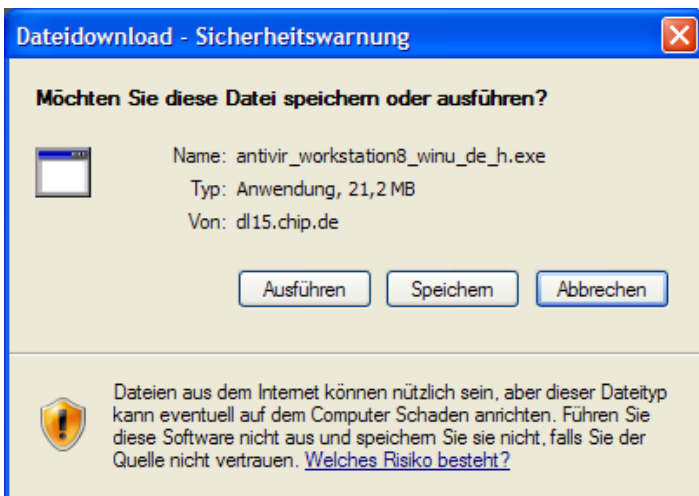 Dateidownload - Sicherheitswarnung
Möchten Sie diese Datei speichern oder ausführen?
Name: antivir_workstation8_winu_de_h.exe
Typ: Anwendung, 21,2 MB
Von: dl15.chip.de
Ausführen Speichern Abbrechen
Dateien aus dem Internet können nützlich sein, aber dieser Dateityp
kann eventuell auf dem Computer Schaden anrichten. Führen Sie
diese Software nicht aus und speichern Sie sie nicht, falls Sie der
Quelle nicht vertrauen. Welches Risiko besteht?